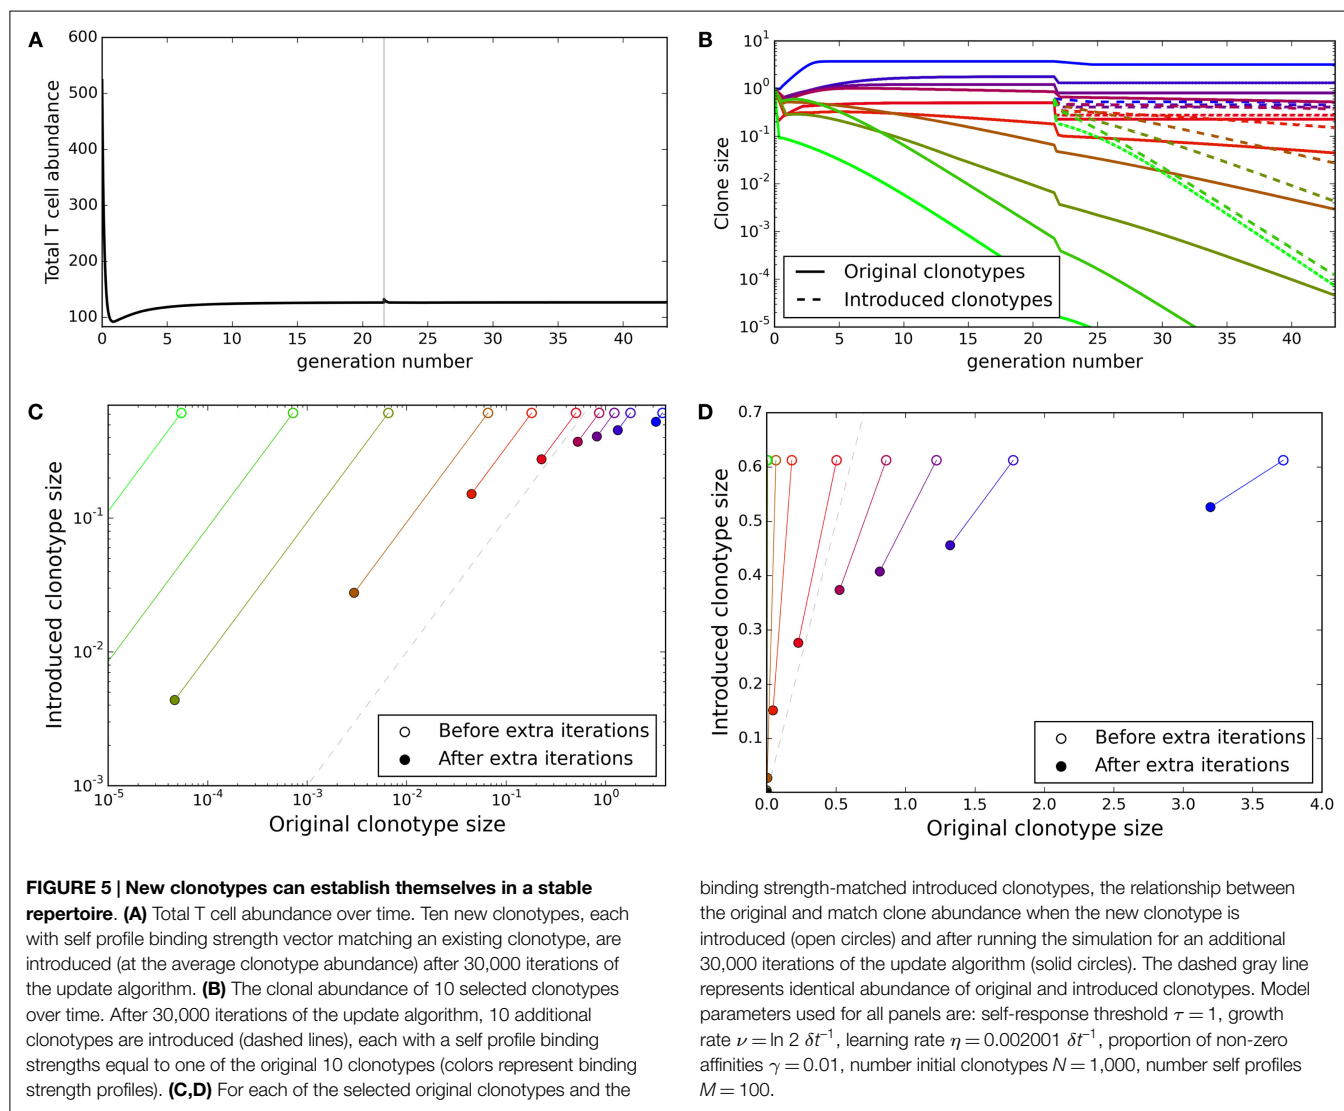 A
600
500
400
300
200
100
Total T cell abundance
0
5
10
15
20
25
30
35
40
generation number
B
10^1
10^0
10^-1
10^-2
10^-3
10^-4
10^-5
Clone size
Original clonotypes
Introduced clonotypes
0
5
10
15
20
25
30
35
40
generation number
C
10^-1
10^-2
10^-3
Introduced clonotype size
Before extra iterations
After extra iterations
10^-5
10^-4
10^-3
10^-2
10^-1
10^0
Original clonotype size
D
0.7
0.6
0.5
0.4
0.3
0.2
0.1
Introduced clonotype size
Before extra iterations
After extra iterations
0.0
0.5
1.0
1.5
2.0
2.5
3.0
3.5
4.0
Original clonotype size
FIGURE 5 | New clonotypes can establish themselves in a stable
repertoire. (A) Total T cell abundance over time. Ten new clonotypes, each
with self profile binding strength vector matching an existing clonotype, are
introduced (at the average clonotype abundance) after 30,000 iterations of
the update algorithm. (B) The clonal abundance of 10 selected clonotypes
over time. After 30,000 iterations of the update algorithm, 10 additional
clonotypes are introduced (dashed lines), each with a self profile binding
strengths equal to one of the original 10 clonotypes (colors represent binding
strength profiles). (C,D) For each of the selected original clonotypes and the
binding strength-matched introduced clonotypes, the relationship between
the original and match clone abundance when the new clonotype is
introduced (open circles) and after running the simulation for an additional
30,000 iterations of the update algorithm (solid circles). The dashed gray line
represents identical abundance of original and introduced clonotypes. Model
parameters used for all panels are: self-response threshold τ = 1, growth
rate ν = ln 2 δt⁻¹, learning rate η = 0.002001 δt⁻¹, proportion of non-zero
affinities γ = 0.01, number initial clonotypes N = 1,000, number self profiles
M = 100.